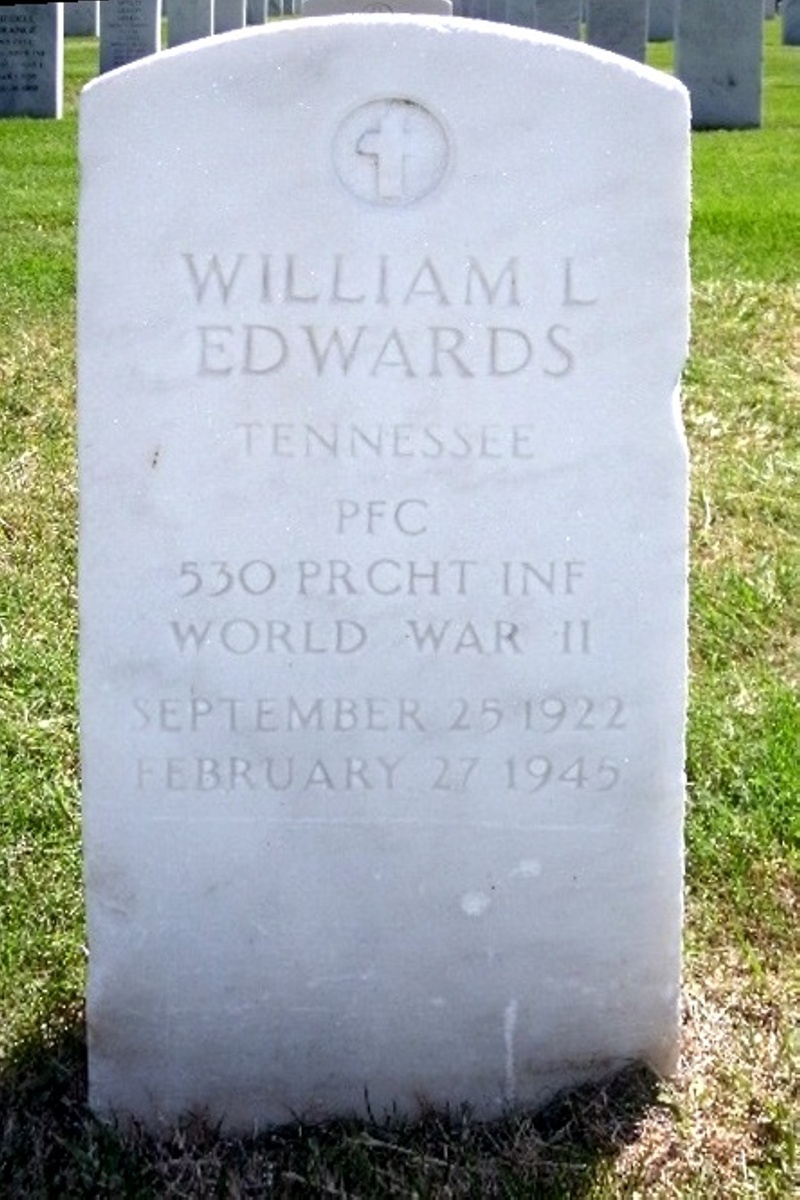 WILLIAM L
EDWARDS
TENNESSEE
PFC
530 PRCHT INF
WORLD WAR II
SEPTEMBER 25 1922
FEBRUARY 27 1945